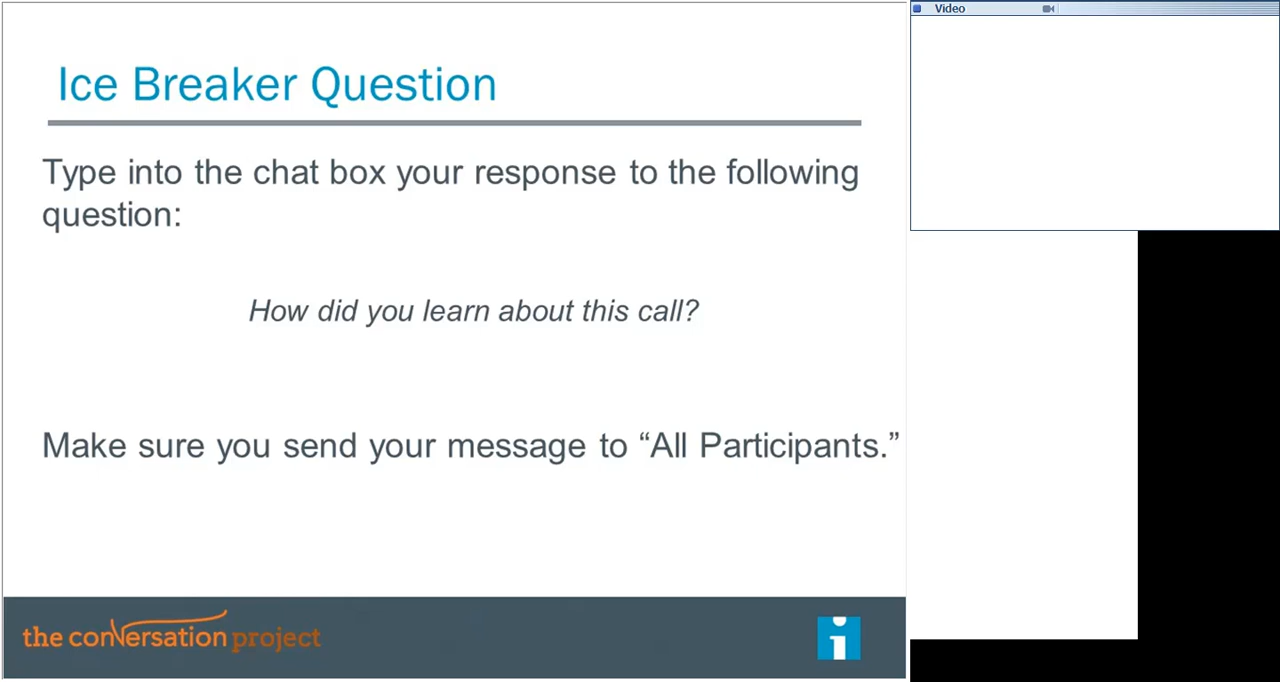 Video
Ice Breaker Question
Type into the chat box your response to the following
question:
How did you learn about this call?
Make sure you send your message to “All Participants.”
the conversation project